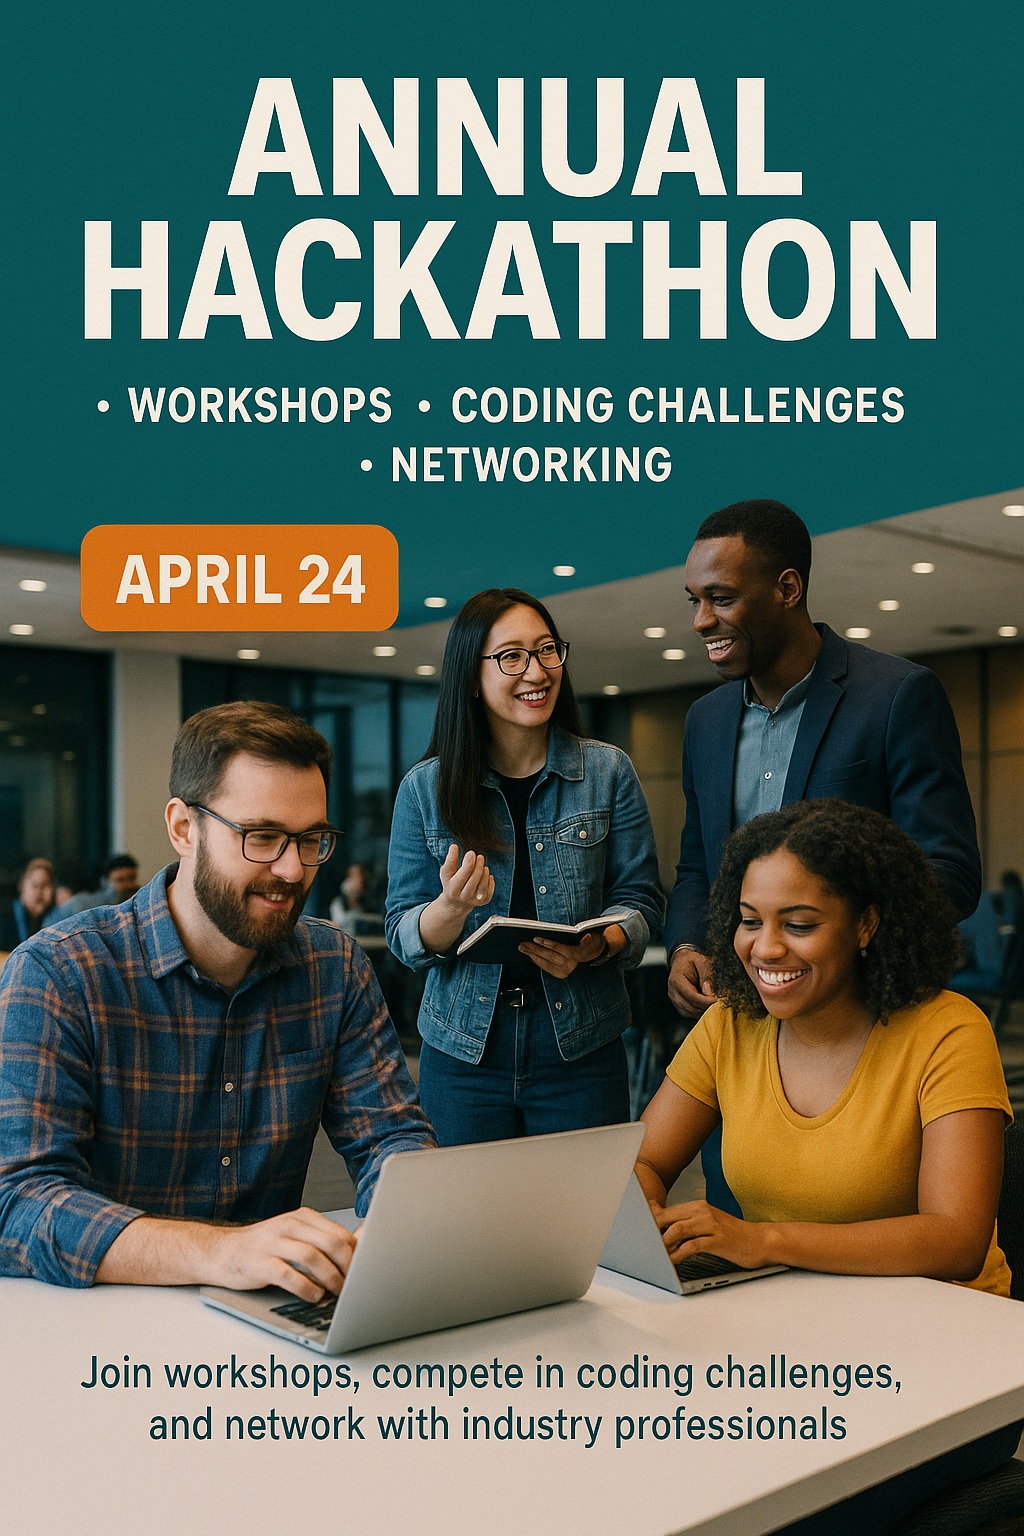 ANNUAL
HACKATHON
• WORKSHOPS • CODING CHALLENGES
• NETWORKING
APRIL 24
Join workshops, compete in coding challenges,
and network with industry professionals